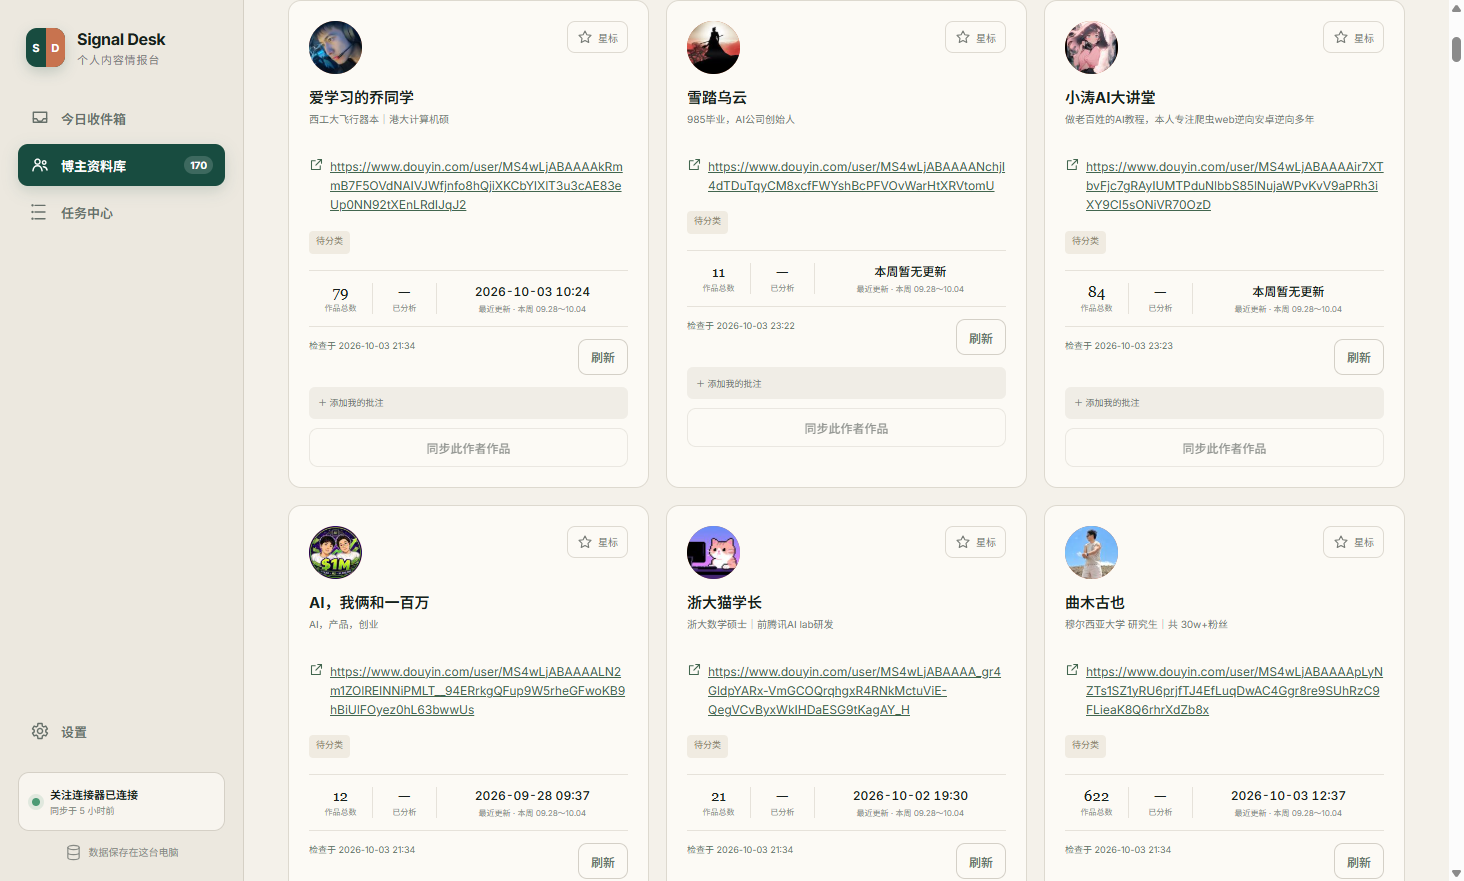 S D
Signal Desk
个人内容情报台
今日收件箱
博主资料库 170
任务中心
设置
关注连接器已连接
同步于 5 小时前
数据保存在这台电脑
星标
爱学习的乔同学
西工大飞行器本｜港大计算机硕
https://www.douyin.com/user/MS4wLjABAAAAkRm
mB7F5OVdNAIVJWfjnfo8hQjiXKCbYIXIT3u3cAE83e
Up0NN92tXEnLRdIJqJ2
待分类
79
作品总数
—
已分析
2026-10-03 10:24
最近更新 · 本周 09.28～10.04
检查于 2026-10-03 21:34
刷新
+ 添加我的批注
同步此作者作品
星标
雪踏乌云
985毕业，AI公司创始人
https://www.douyin.com/user/MS4wLjABAAAANchjI
4dTDuTqyCM8xcfFWYshBcPFVOvWarHtXRVtomU
待分类
11
作品总数
—
已分析
本周暂无更新
最近更新 · 本周 09.28～10.04
检查于 2026-10-03 23:22
刷新
+ 添加我的批注
同步此作者作品
星标
小涛AI大讲堂
做老百姓的AI教程，本人专注爬虫web逆向安卓逆向多年
https://www.douyin.com/user/MS4wLjABAAAAir7XT
bvFjc7gRAyIUMTPduNlbbS85lNujaWPvKvV9aPRh3i
XY9CI5sONiVR70OzD
待分类
84
作品总数
—
已分析
本周暂无更新
最近更新 · 本周 09.28～10.04
检查于 2026-10-03 23:23
刷新
+ 添加我的批注
同步此作者作品
$1M
星标
AI，我俩和一百万
AI，产品，创业
https://www.douyin.com/user/MS4wLjABAAAALN2
m1ZOIREINNiPMLT__94ERrkgQFup9W5rheGFwoKB9
hBiUIFOyez0hL63bwwUs
待分类
12
作品总数
—
已分析
2026-09-28 09:37
最近更新 · 本周 09.28～10.04
检查于 2026-10-03 21:34
刷新
星标
浙大猫学长
浙大数学硕士｜前腾讯AI lab研发
https://www.douyin.com/user/MS4wLjABAAAA_gr4
GldpYARx-VmGCOQrqhgxR4RNkMctuViE-
QegVCvByxWkIHDaESG9tKagAY_H
待分类
21
作品总数
—
已分析
2026-10-02 19:30
最近更新 · 本周 09.28～10.04
检查于 2026-10-03 21:34
刷新
星标
曲木古也
穆尔西亚大学 研究生｜共 30w+粉丝
https://www.douyin.com/user/MS4wLjABAAAApLyN
ZTs1SZ1yRU6prjfTJ4EfLuqDwAC4Ggr8re9SUhRzC9
FLieaK8Q6rhrXdZb8x
待分类
622
作品总数
—
已分析
2026-10-03 12:37
最近更新 · 本周 09.28～10.04
检查于 2026-10-03 21:34
刷新